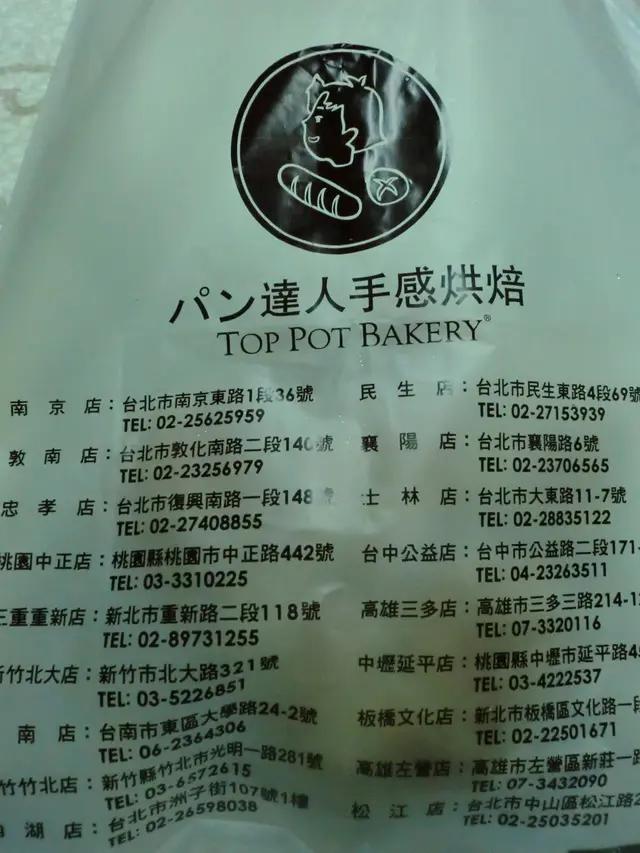 パン達人手感烘焙
TOP POT BAKERY®
南京店：台北市南京東路1段36號
TEL: 02-25625959
敦南店：台北市敦化南路二段140號
TEL: 02-23256979
忠孝店：台北市復興南路一段148號
TEL: 02-27408855
桃園中正店：桃園縣桃園市中正路442號
TEL: 03-3310225
三重重新店：新北市重新路二段118號
TEL: 02-89731255
新竹北大店：新竹市北大路321號
TEL: 03-5226851
南店：台南市東區大學路24-2號
TEL: 06-2364306
竹竹北店：新竹縣竹北市光明一路281號
TEL: 03-6572615
湖店：台北市洲子街107號1樓
TEL: 02-26598038
民生店：台北市民生東路4段69號
TEL: 02-27153939
襄陽店：台北市襄陽路6號
TEL: 02-23706565
士林店：台北市大東路11-7號
TEL: 02-28835122
台中公益店：台中市公益路二段171-
TEL: 04-23263511
高雄三多店：高雄市三多三路214-12
TEL: 07-3320116
中壢延平店：桃園縣中壢市延平路45
TEL: 03-4222537
板橋文化店：新北市板橋區文化路一段
TEL: 02-22501671
高雄左營店：高雄市左營區新莊一路
TEL: 07-3432090
松江店：台北市中山區松江路2
TEL: 02-25035201